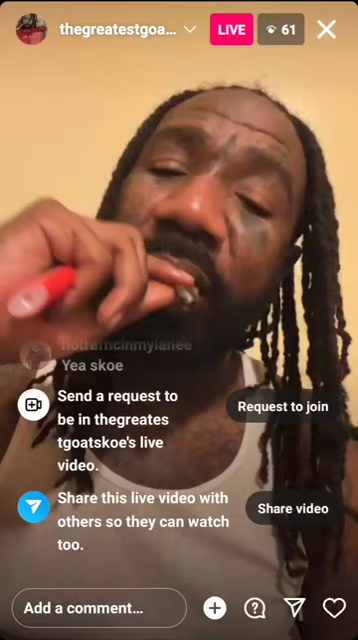 thegreatestgoa...
LIVE
61
Yea skoe
Send a request to
be in thegreates
tgoatskoe's live
video.
Request to join
Share this live video with
others so they can watch
too.
Share video
Add a comment...